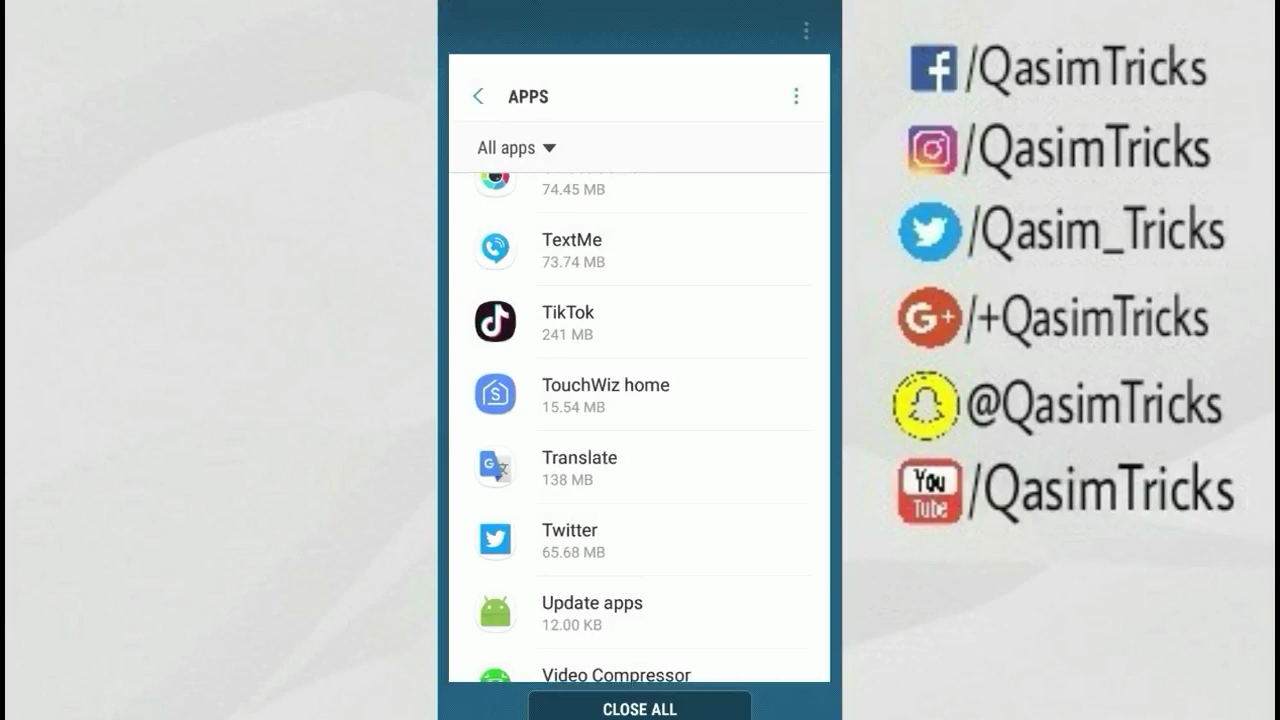 APPS
All apps
74.45 MB
TextMe
73.74 MB
TikTok
241 MB
TouchWiz home
15.54 MB
Translate
138 MB
Twitter
65.68 MB
Update apps
12.00 KB
Video Compressor
CLOSE ALL
/QasimTricks
/QasimTricks
/Qasim_Tricks
G+ /+QasimTricks
@QasimTricks
You Tube /QasimTricks